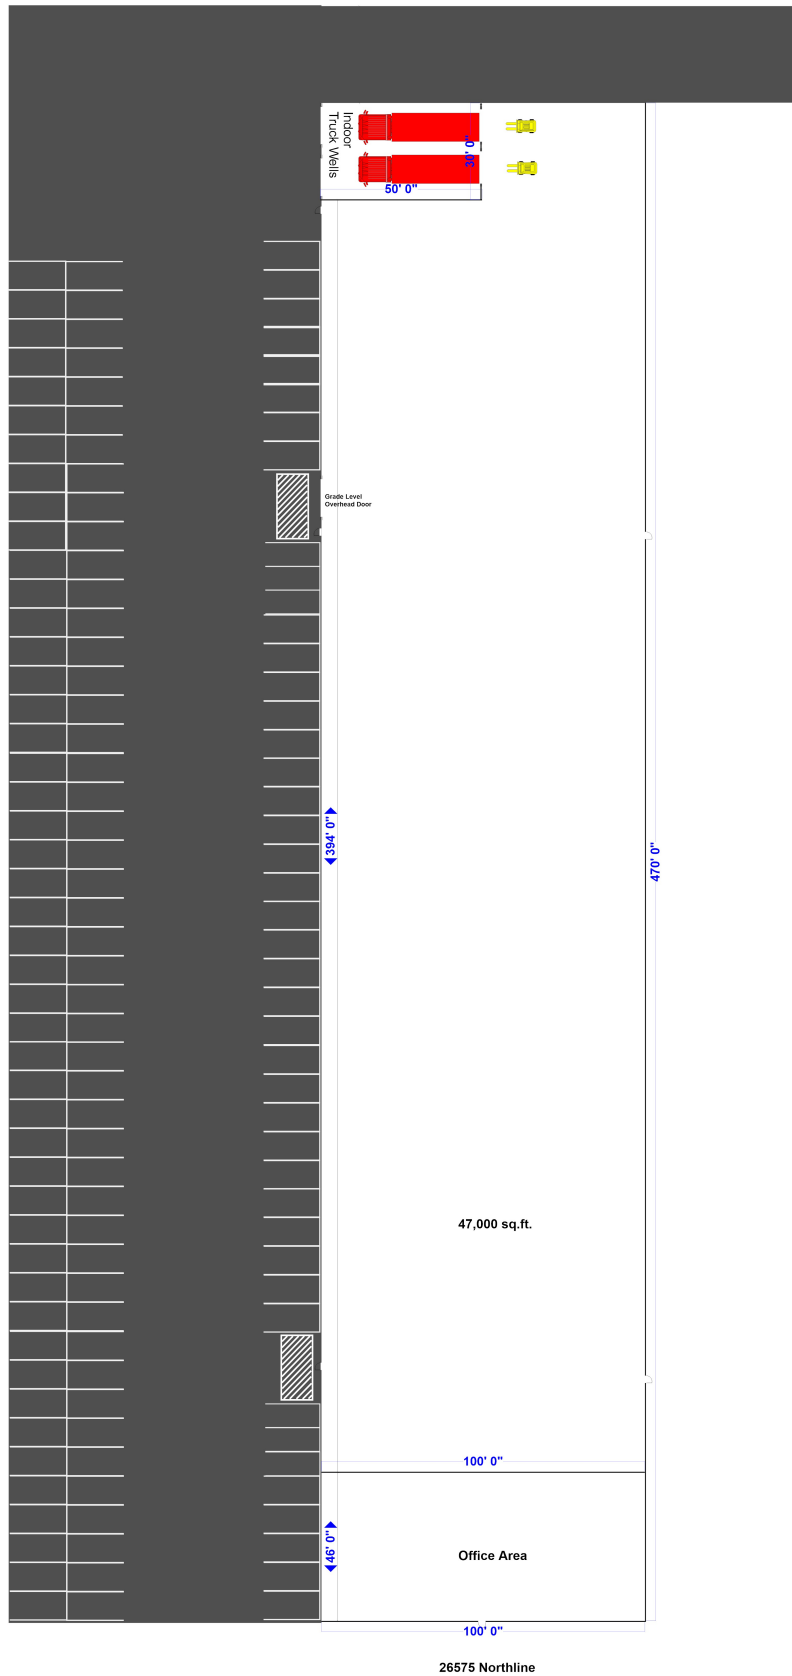 Indoor
Truck Wells
30' 0"
50' 0"
Grade Level
Overhead Door
394' 0"
470' 0"
47,000 sq.ft.
100' 0"
46' 0"
Office Area
100' 0"
26575 Northline